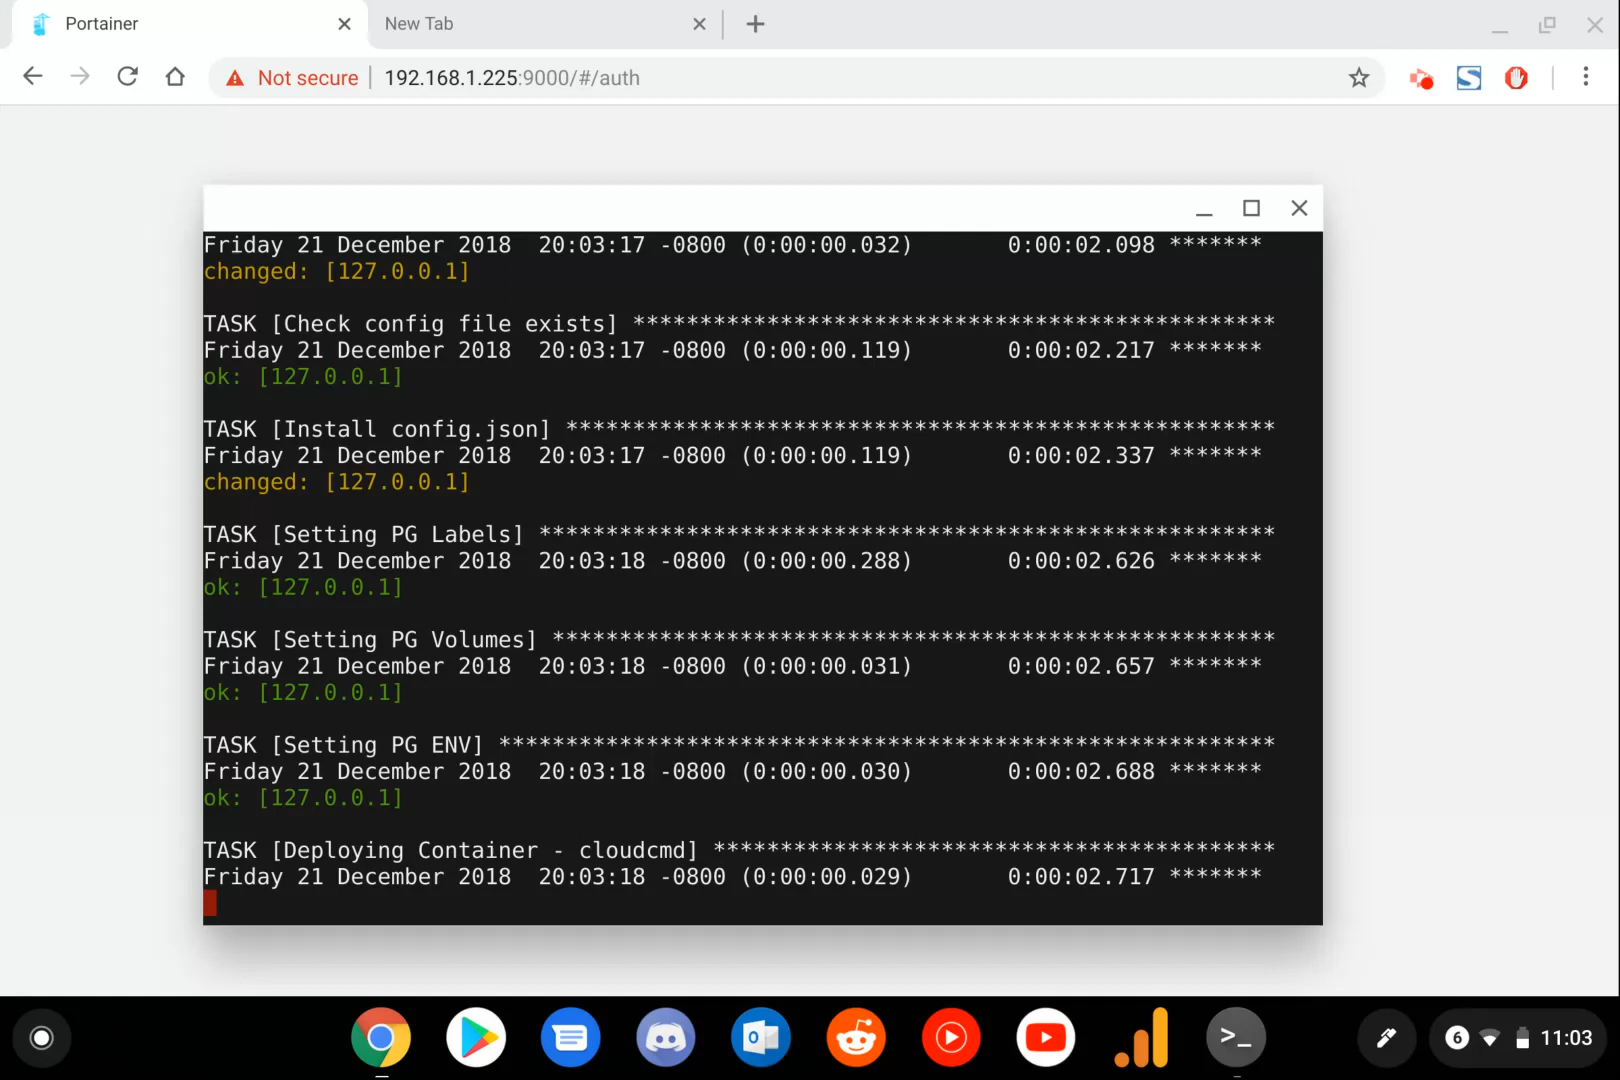 Portainer
New Tab
Not secure
192.168.1.225:9000/#/auth
Friday 21 December 2018  20:03:17 -0800 (0:00:00.032)       0:00:02.098 *******
changed: [127.0.0.1]
TASK [Check config file exists] ************************************************
Friday 21 December 2018  20:03:17 -0800 (0:00:00.119)       0:00:02.217 *******
ok: [127.0.0.1]
TASK [Install config.json] *****************************************************
Friday 21 December 2018  20:03:17 -0800 (0:00:00.119)       0:00:02.337 *******
changed: [127.0.0.1]
TASK [Setting PG Labels] *******************************************************
Friday 21 December 2018  20:03:18 -0800 (0:00:00.288)       0:00:02.626 *******
ok: [127.0.0.1]
TASK [Setting PG Volumes] ******************************************************
Friday 21 December 2018  20:03:18 -0800 (0:00:00.031)       0:00:02.657 *******
ok: [127.0.0.1]
TASK [Setting PG ENV] **********************************************************
Friday 21 December 2018  20:03:18 -0800 (0:00:00.030)       0:00:02.688 *******
ok: [127.0.0.1]
TASK [Deploying Container - cloudcmd] ******************************************
Friday 21 December 2018  20:03:18 -0800 (0:00:00.029)       0:00:02.717 *******
6 11:03